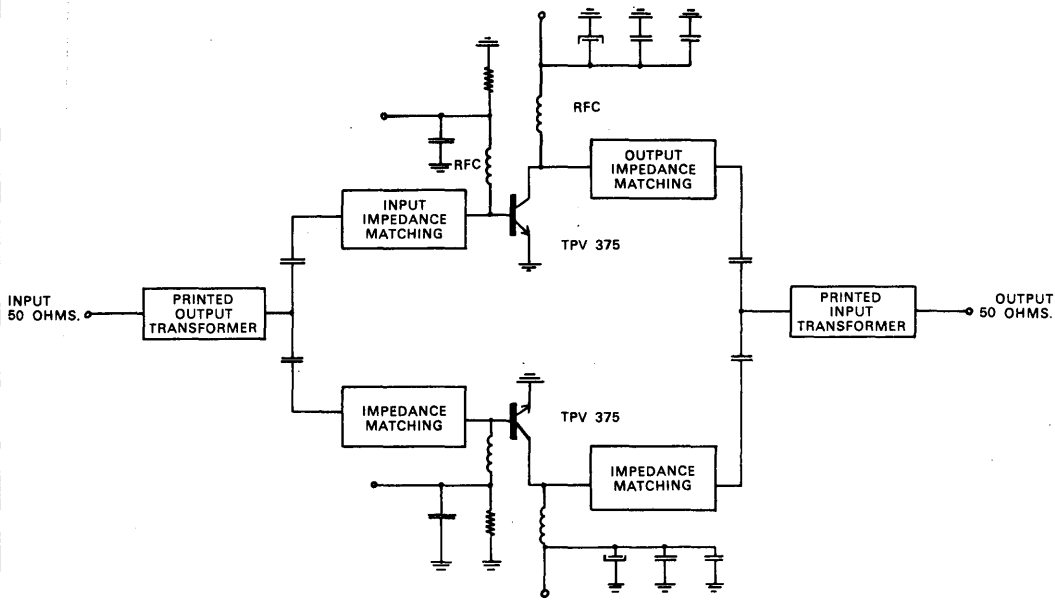 RFC
RFC
OUTPUT
IMPEDANCE
MATCHING
INPUT
IMPEDANCE
MATCHING
TPV 375
INPUT
50 OHMS.
PRINTED
OUTPUT
TRANSFORMER
PRINTED
INPUT
TRANSFORMER
OUTPUT
50 OHMS.
IMPEDANCE
MATCHING
TPV 375
IMPEDANCE
MATCHING